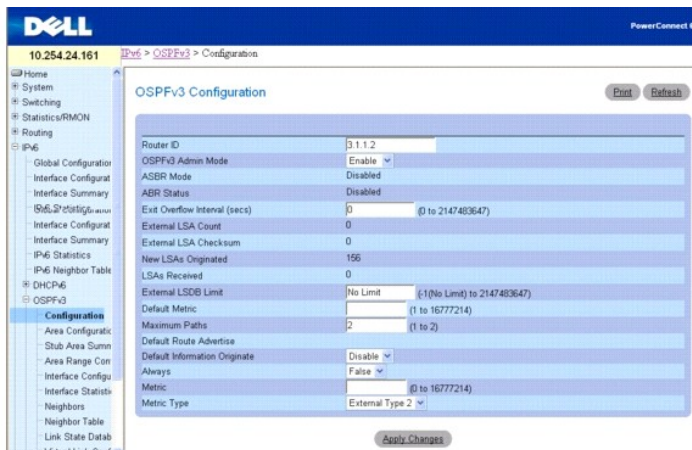 DELL
PowerConnect
10.254.24.161
IPv6 > OSPFv3 > Configuration
Home
System
Switching
Statistics/RMON
Routing
IPv6
Global Configuration
Interface Configurat
Interface Summary
Interface Configurat
Interface Summary
IPv6 Statistics
IPv6 Neighbor Table
DHCPv6
OSPFv3
Configuration
Area Configuratic
Stub Area Summ
Area Range Con
Interface Configu
Interface Statisti
Neighbors
Neighbor Table
Link State Datab
OSPFv3 Configuration
Print Refresh
Router ID 3.1.1.2
OSPFv3 Admin Mode Enable
ASBR Mode Disabled
ABR Status Disabled
Exit Overflow Interval (secs) 0 (0 to 2147483647)
External LSA Count 0
External LSA Checksum 0
New LSAs Originated 156
LSAs Received 0
External LSDB Limit No Limit (-1(No Limit) to 2147483647)
Default Metric (1 to 16777214)
Maximum Paths 2 (1 to 2)
Default Route Advertise
Default Information Originate Disable
Always False
Metric (0 to 16777214)
Metric Type External Type 2
Apply Changes